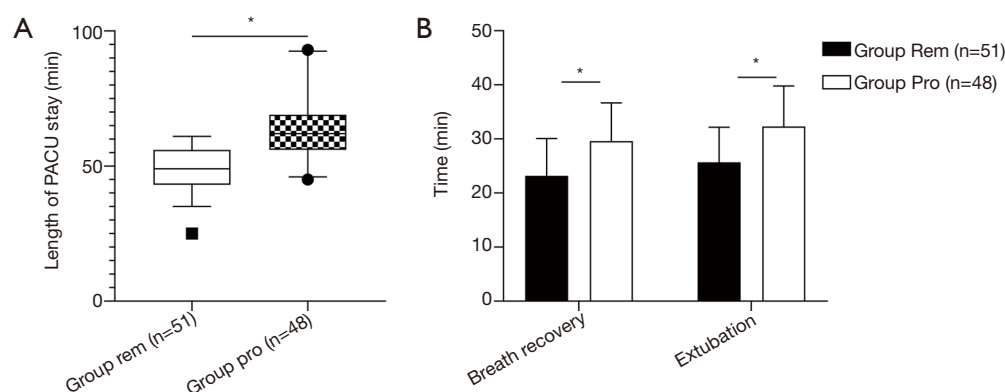 A
Length of PACU stay (min)
100
50
0
*
Group rem (n=51)
Group pro (n=48)
B
Time (min)
50
40
30
20
10
0
*
*
Breath recovery
Extubation
Group Rem (n=51)
Group Pro (n=48)